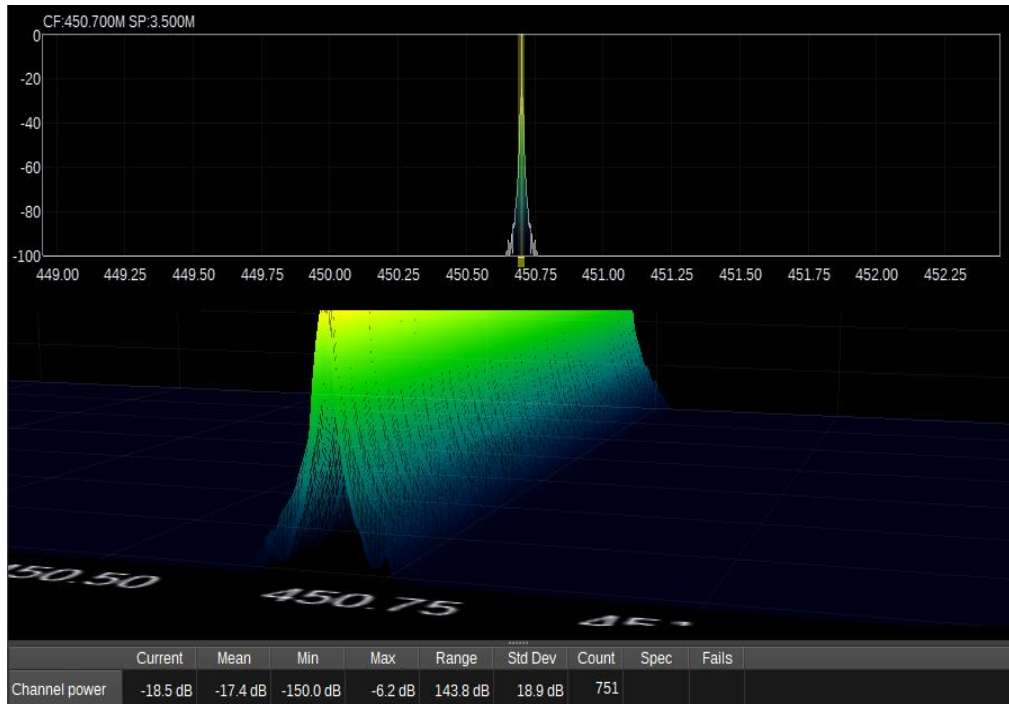 CF:450.700M SP:3.500M
0
-20
-40
-60
-80
-100
449.00 449.25 449.50 449.75 450.00 450.25 450.50 450.75 451.00 451.25 451.50 451.75 452.00 452.25
450.50 450.75
Current Mean Min Max Range Std Dev Count Spec Fails
Channel power -18.5 dB -17.4 dB -150.0 dB -6.2 dB 143.8 dB 18.9 dB 751